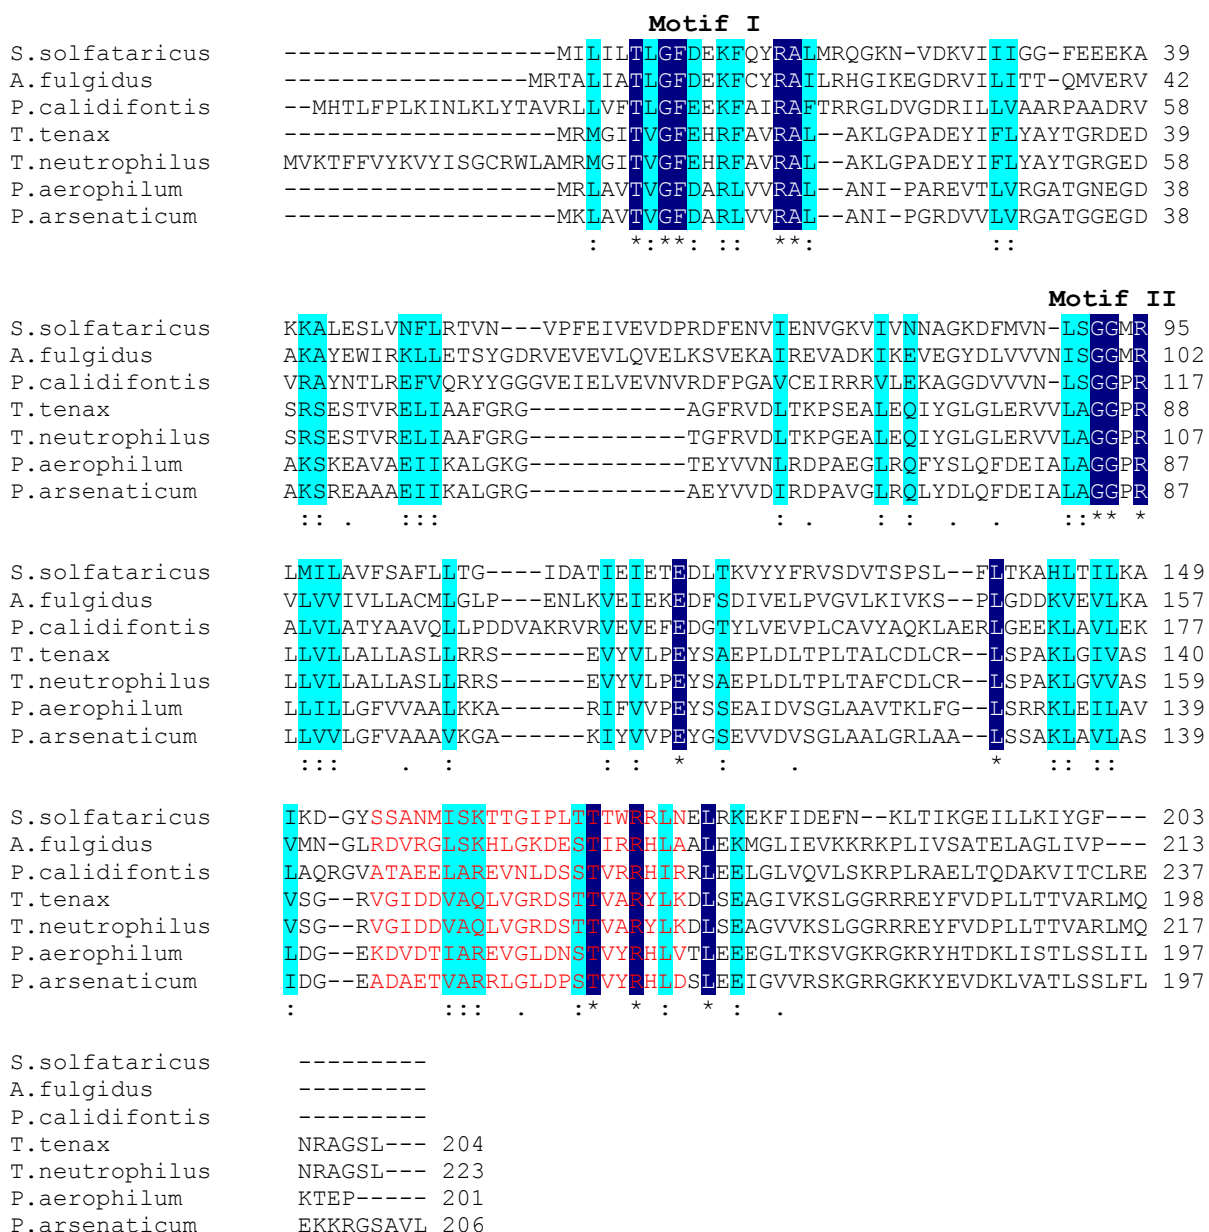 Motif I
S.solfataricus -------------------MILILTLGFDEKFQYRALMRQGKN-VDKVIIIGG-FEEEKA 39
A.fulgidus -----------------MRTALIATLGFDEKFCYRAILRHGIKEGDRVILITT-QMVERV 42
P.calidifontis --MHTLFPLKINLKLYTAVRLLVFTLGFEEKFAIRAFTRRGLDVGDRILLVAARPAADRV 58
T.tenax -------------------MRMGITVGFEHRFAVRAL--AKLGPADEYIFLYAYTGRDED 39
T.neutrophilus MVKTFFVYKVYISGCRWLAMRMGITVGFEHRFAVRAL--AKLGPADEYIFLYAYTGRGED 58
P.aerophilum -------------------MRLAVTVGFDARLVVRAL--ANI-PAREVTLVRGATGNEGD 38
P.arsenaticum -------------------MKLAVTVGFDARLVVRAL--ANI-PGRDVVLVRGATGGEGD 38
: *:**: :: **: ::
Motif II
S.solfataricus KKALESLVNFLRTVN---VPFEIVEVDPRDFENVIENVGKVIVNNAGKDFMVN-LSGGMR 95
A.fulgidus AKAYEWIRKLLETSYGDRVEVEVLQVELKSVEKAIREVADKIKEVEGYDLVVVNISGGMR 102
P.calidifontis VRAYNTLREFVQRYYGGGVEIELVEVNVRDFPGAVCEIRRRVLEKAGGDVVVN-LSGGPR 117
T.tenax SRSESTVRELIAAFGRG-----------AGFRVDLTKPSEALEQIYGLGLERVVLAGGPR 88
T.neutrophilus SRSESTVRELIAAFGRG-----------TGFRVDLTKPGEALEQIYGLGLERVVLAGGPR 107
P.aerophilum AKSKEAVAEIIKALGKG-----------TEYVVNLRDPAEGLRQFYSLQFDEIALAGGPR 87
P.arsenaticum AKSREAAAEIIKALGRG-----------AEYVVDIRDPAVGLRQLYDLQFDEIALAGGPR 87
:: . ::: : . : : . . ::** *
S.solfataricus LMILAVFSAFLLTG----IDATIEIETEDLTKVYYFRVSDVTSPSL--FLTKAHLTILKA 149
A.fulgidus VLVVIVLLACMLGLP---ENLKVEIEKEDFSDIVELPVGVLKIVKS--PLGDDKVEVLKA 157
P.calidifontis ALVLATYAAVQLLPDDVAKRVRVEVEFEDGTYLVEVPLCAVYAQKLAERLGEEKLAVLEK 177
T.tenax LLVLLALLLASLLRRS------EVYVLPEYSAEPLDLTPLTALCDLCR--LSPAKLGIVAS 140
T.neutrophilus LLVLLALLLASLLRRS------EVYVLPEYSAEPLDLTPLTAFCDLCR--LSPAKLGVVAS 159
P.aerophilum LLILLGFVVAALKKA------RIFVVPEYSSEAIDVSGLAAVTKLFG--LSRRKLEILAV 139
P.arsenaticum LLVVLGFVAAAVKGA------KIYVVPEYGSEVVDVSGLAALGRLAA--LSSAKLAVLAS 139
::: . : : : * : . * :: ::
S.solfataricus IKD-GYSSANMISKTTGIPLTTTWRRLNELRKEKFIDEFN--KLTIKGEILLKIYGF--- 203
A.fulgidus VMN-GLRDVRGLSKHLGKDESTIRRHLAALEKMGLIEVKKRKPLIVSATELAGLIVP--- 213
P.calidifontis LAQRGVATAEELAREVNLDSSTVRRHIRRLEELGLVQVLSKRPLRAELTQDAKVITCLRE 237
T.tenax VSG--RVGIDDVAQLVGRDSTTVARYLKDLSEAGIVKSLGGRRREYFVDPLLTTVARLMQ 198
T.neutrophilus VSG--RVGIDDVAQLVGRDSTTVARYLKDLSEAGVVKSLGGRRREYFVDPLLTTVARLMQ 217
P.aerophilum LDG--EKDVDTIAREVGLDNSTVYRHLVTLEEEGLTKSVGKRGKRYHTDKLISTLSSLIL 197
P.arsenaticum IDG--EADAETVARRLGLDPSTVYRHLDSLEEIGVVRSKGRRGKKYEVDKLVATLSSLFL 197
: ::: . :* * : * : .
S.solfataricus ---------
A.fulgidus ---------
P.calidifontis ---------
T.tenax NRAGSL--- 204
T.neutrophilus NRAGSL--- 223
P.aerophilum KTEP----- 201
P.arsenaticum EKKRGSAVL 206